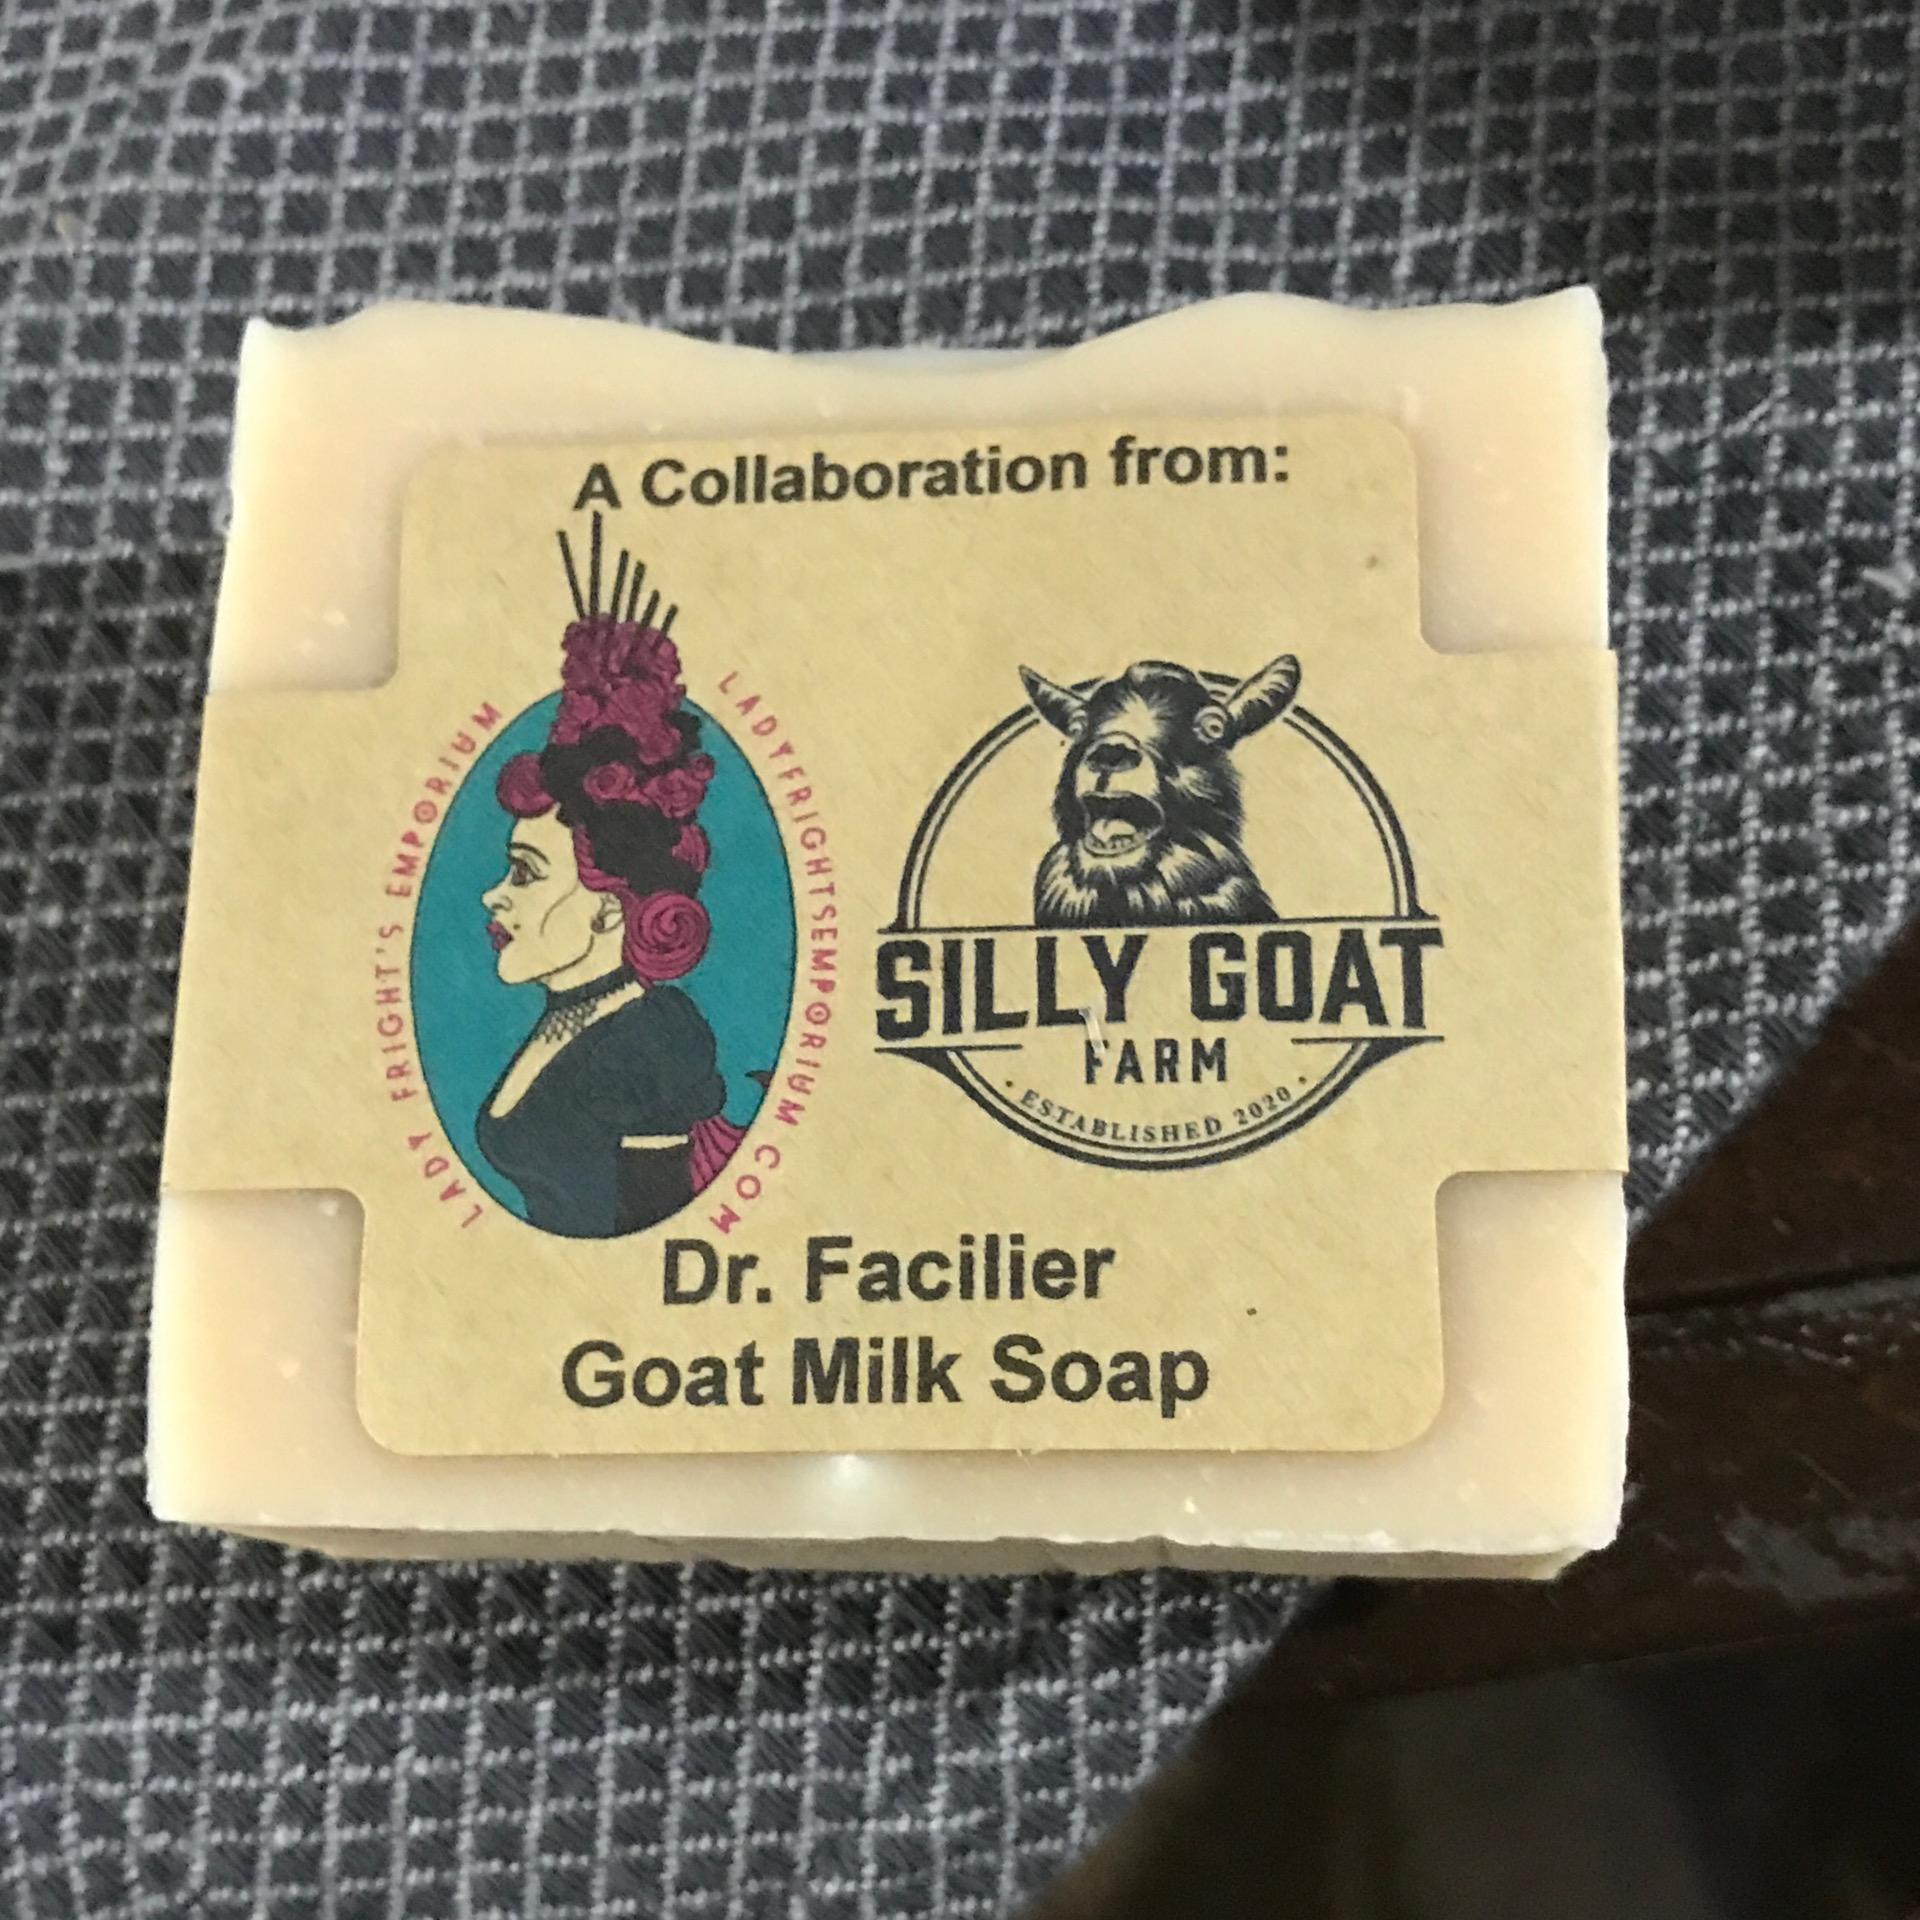 A Collaboration from:
LADY FRIGHT'S EMPORIUM
LADYFRIGHTSEMPORIUM.COM
SILLY GOAT
FARM
· ESTABLISHED 2020 ·
Dr. Facilier
Goat Milk Soap